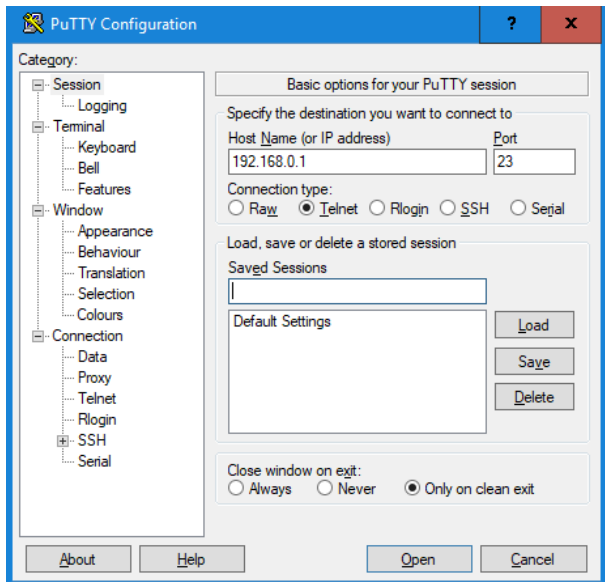 PuTTY Configuration
?
x
Category:
Session
Logging
Terminal
Keyboard
Bell
Features
Window
Appearance
Behaviour
Translation
Selection
Colours
Connection
Data
Proxy
Telnet
Rlogin
SSH
Serial
Basic options for your PuTTY session
Specify the destination you want to connect to
Host Name (or IP address) Port
192.168.0.1 23
Connection type:
Raw Telnet Rlogin SSH Serial
Load, save or delete a stored session
Saved Sessions
Default Settings
Load
Save
Delete
Close window on exit:
Always Never Only on clean exit
About Help Open Cancel